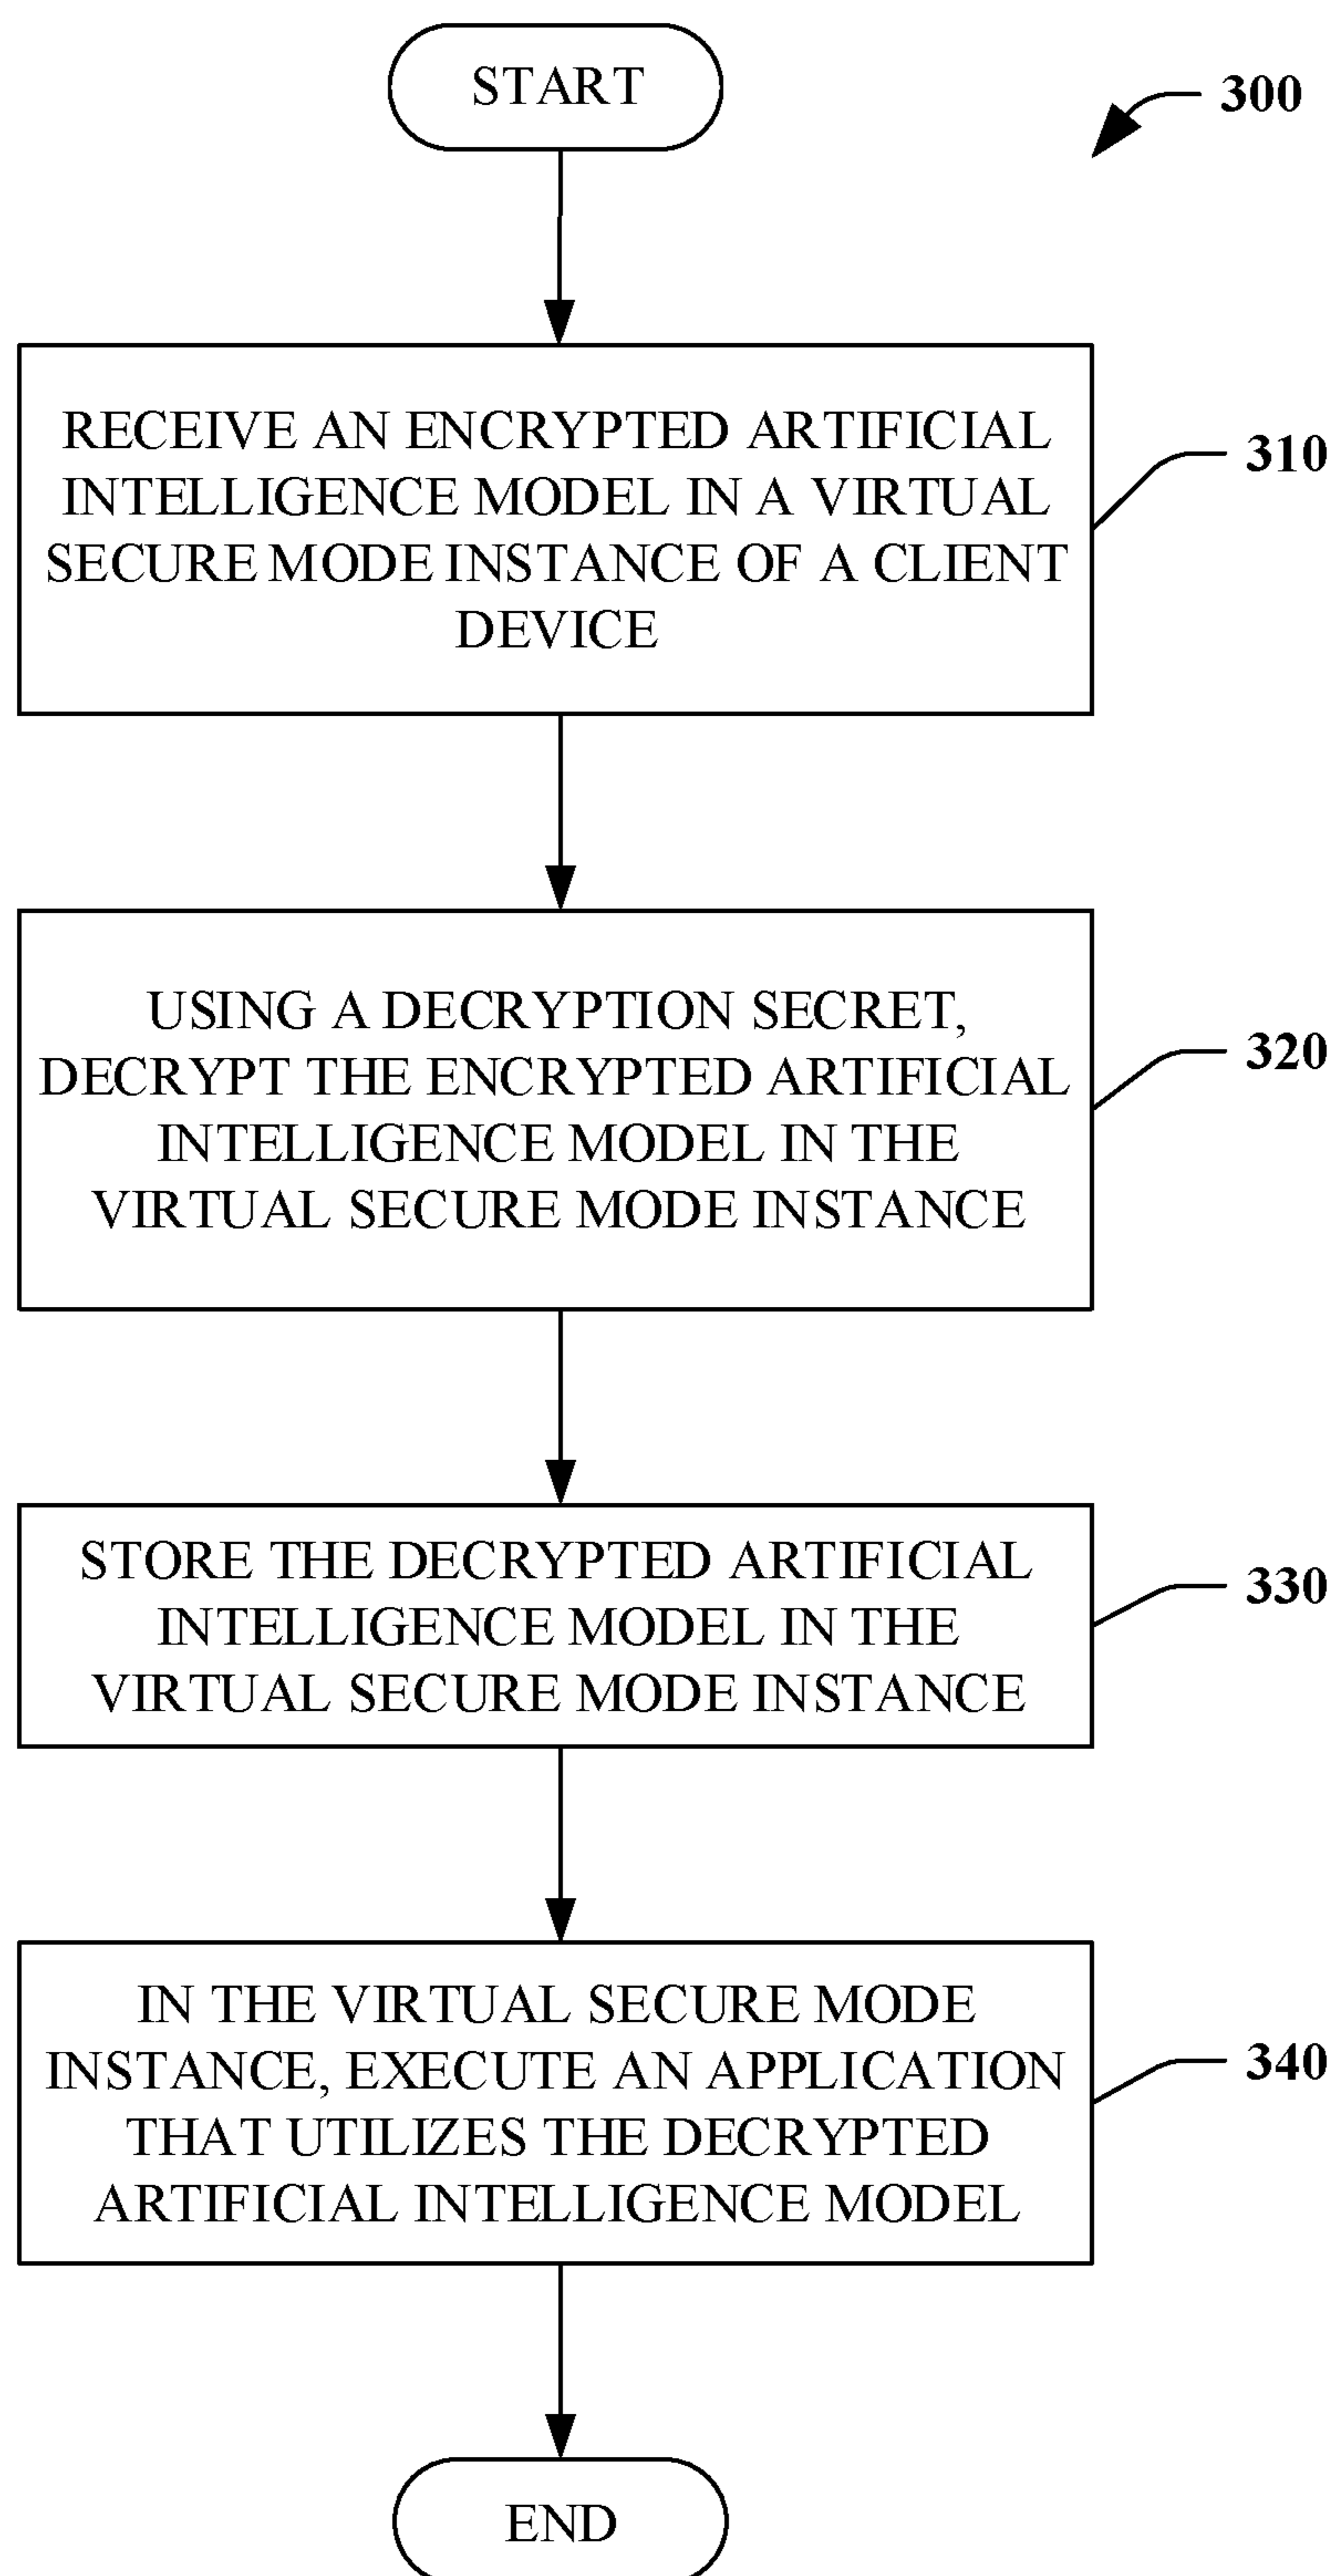 START
300
RECEIVE AN ENCRYPTED ARTIFICIAL
INTELLIGENCE MODEL IN A VIRTUAL
SECURE MODE INSTANCE OF A CLIENT
DEVICE
310
USING A DECRYPTION SECRET,
DECRYPT THE ENCRYPTED ARTIFICIAL
INTELLIGENCE MODEL IN THE
VIRTUAL SECURE MODE INSTANCE
320
STORE THE DECRYPTED ARTIFICIAL
INTELLIGENCE MODEL IN THE
VIRTUAL SECURE MODE INSTANCE
330
IN THE VIRTUAL SECURE MODE
INSTANCE, EXECUTE AN APPLICATION
THAT UTILIZES THE DECRYPTED
ARTIFICIAL INTELLIGENCE MODEL
340
END